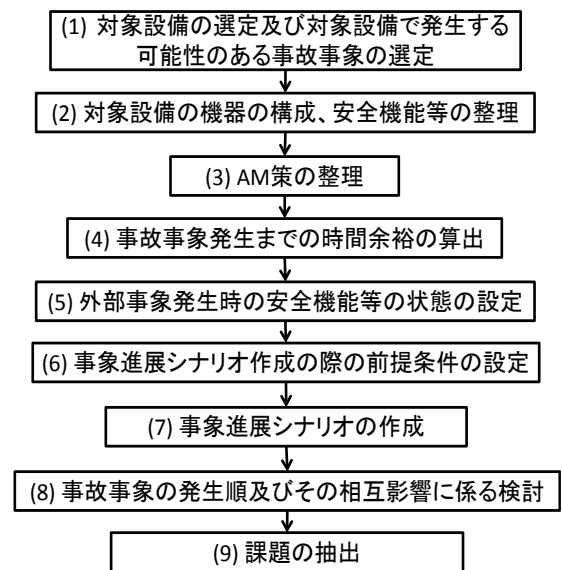 (1) 対象設備の選定及び対象設備で発生する
可能性のある事故事象の選定
(2) 対象設備の機器の構成、安全機能等の整理
(3) AM策の整理
(4) 事故事象発生までの時間余裕の算出
(5) 外部事象発生時の安全機能等の状態の設定
(6) 事象進展シナリオ作成の際の前提条件の設定
(7) 事象進展シナリオの作成
(8) 事故事象の発生順及びその相互影響に係る検討
(9) 課題の抽出